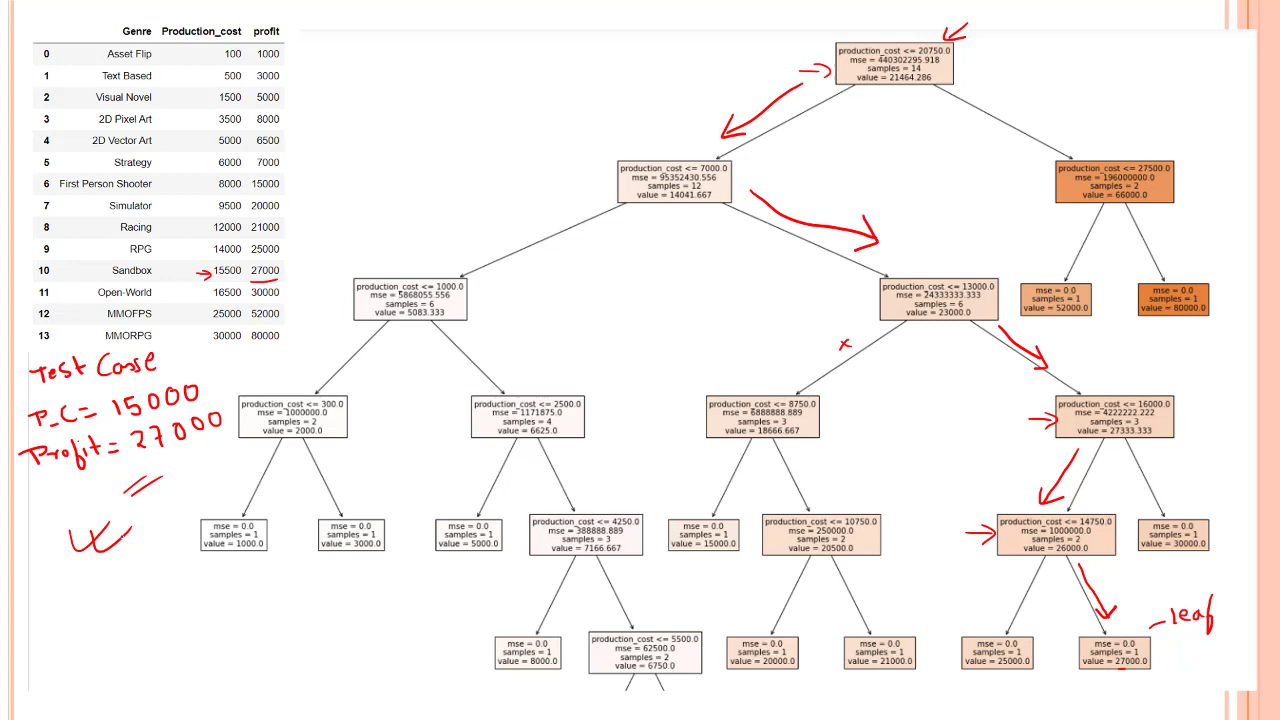 Genre Production_cost profit
0 Asset Flip 100 1000
1 Text Based 500 3000
2 Visual Novel 1500 5000
3 2D Pixel Art 3500 8000
4 2D Vector Art 5000 6500
5 Strategy 6000 7000
6 First Person Shooter 8000 15000
7 Simulator 9500 20000
8 Racing 12000 21000
9 RPG 14000 25000
10 Sandbox 15500 27000
11 Open-World 16500 30000
12 MMOFPS 25000 52000
13 MMORPG 30000 80000
Test Casse
P_C = 15000
Profit = 27000
production_cost <= 20750.0
mse = 440302295.918
samples = 14
value = 21464.286
production_cost <= 7000.0
mse = 95352430.556
samples = 12
value = 14041.667
production_cost <= 27500.0
mse = 196000000.0
samples = 2
value = 66000.0
production_cost <= 1000.0
mse = 5868055.556
samples = 6
value = 5083.333
production_cost <= 13000.0
mse = 24333333.333
samples = 6
value = 23000.0
mse = 0.0
samples = 1
value = 52000.0
mse = 0.0
samples = 1
value = 80000.0
x
production_cost <= 300.0
mse = 1000000.0
samples = 2
value = 2000.0
production_cost <= 2500.0
mse = 1171875.0
samples = 4
value = 6625.0
production_cost <= 8750.0
mse = 6888888.889
samples = 3
value = 18666.667
production_cost <= 16000.0
mse = 4222222.222
samples = 3
value = 27333.333
mse = 0.0
samples = 1
value = 1000.0
mse = 0.0
samples = 1
value = 3000.0
mse = 0.0
samples = 1
value = 5000.0
production_cost <= 4250.0
mse = 388888.889
samples = 3
value = 7166.667
mse = 0.0
samples = 1
value = 15000.0
production_cost <= 10750.0
mse = 250000.0
samples = 2
value = 20500.0
production_cost <= 14750.0
mse = 1000000.0
samples = 2
value = 26000.0
mse = 0.0
samples = 1
value = 30000.0
mse = 0.0
samples = 1
value = 8000.0
production_cost <= 5500.0
mse = 62500.0
samples = 2
value = 6750.0
mse = 0.0
samples = 1
value = 20000.0
mse = 0.0
samples = 1
value = 21000.0
mse = 0.0
samples = 1
value = 25000.0
mse = 0.0
samples = 1
value = 27000.0
leaf